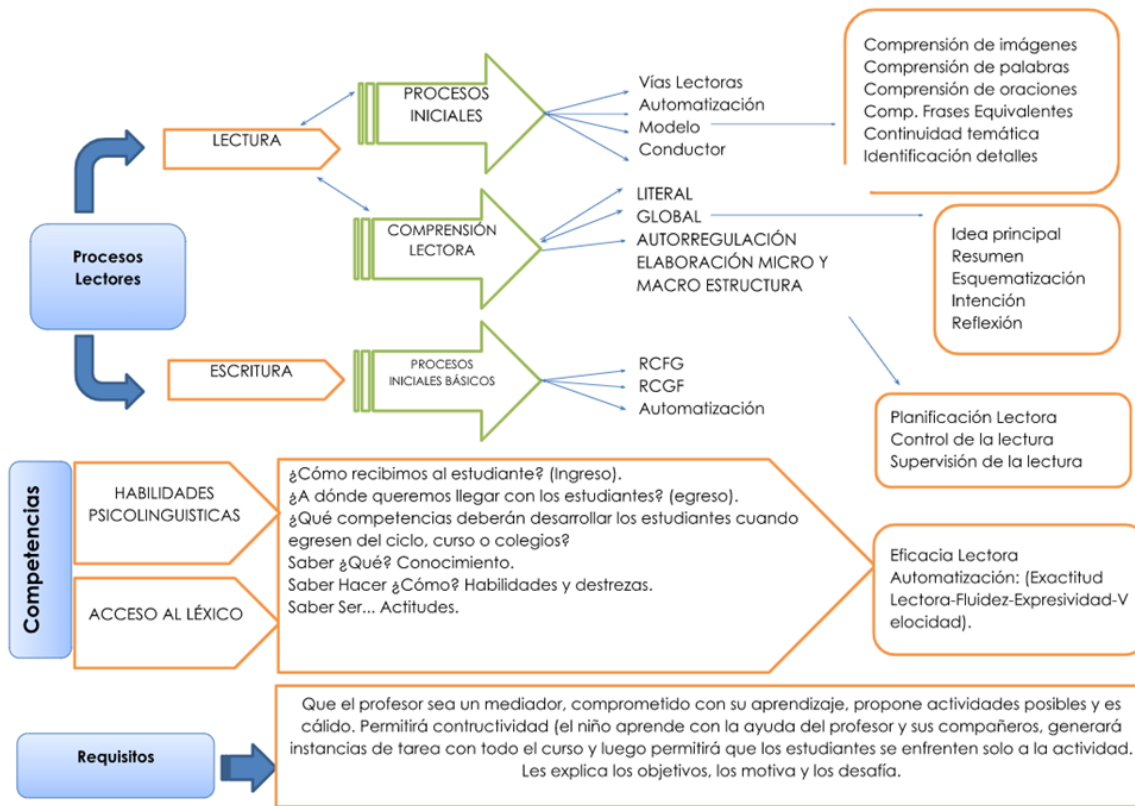 Procesos
Lectores
LECTURA
PROCESOS
INICIALES
Vías Lectoras
Automatización
Modelo
Conductor
Comprensión de imágenes
Comprensión de palabras
Comprensión de oraciones
Comp. Frases Equivalentes
Continuidad temática
Identificación detalles
COMPRENSIÓN
LECTORA
LITERAL
GLOBAL
AUTORREGULACIÓN
ELABORACIÓN MICRO Y
MACRO ESTRUCTURA
Idea principal
Resumen
Esquematización
Intención
Reflexión
ESCRITURA
PROCESOS
INICIALES BÁSICOS
RCFG
RCGF
Automatización
Planificación Lectora
Control de la lectura
Supervisión de la lectura
Competencias
HABILIDADES
PSICOLINGUISTICAS
ACCESO AL LÉXICO
¿Cómo recibimos al estudiante? (Ingreso).
¿A dónde queremos llegar con los estudiantes? (egreso).
¿Qué competencias deberán desarrollar los estudiantes cuando
egresen del ciclo, curso o colegios?
Saber ¿Qué? Conocimiento.
Saber Hacer ¿Cómo? Habilidades y destrezas.
Saber Ser... Actitudes.
Eficacia Lectora
Automatización: (Exactitud
Lectora-Fluidez-Expresividad-V
elocidad).
Requisitos
Que el profesor sea un mediador, comprometido con su aprendizaje, propone actividades posibles y es
cálido. Permitirá contructividad (el niño aprende con la ayuda del profesor y sus compañeros, generará
instancias de tarea con todo el curso y luego permitirá que los estudiantes se enfrenten solo a la actividad.
Les explica los objetivos, los motiva y los desafía.